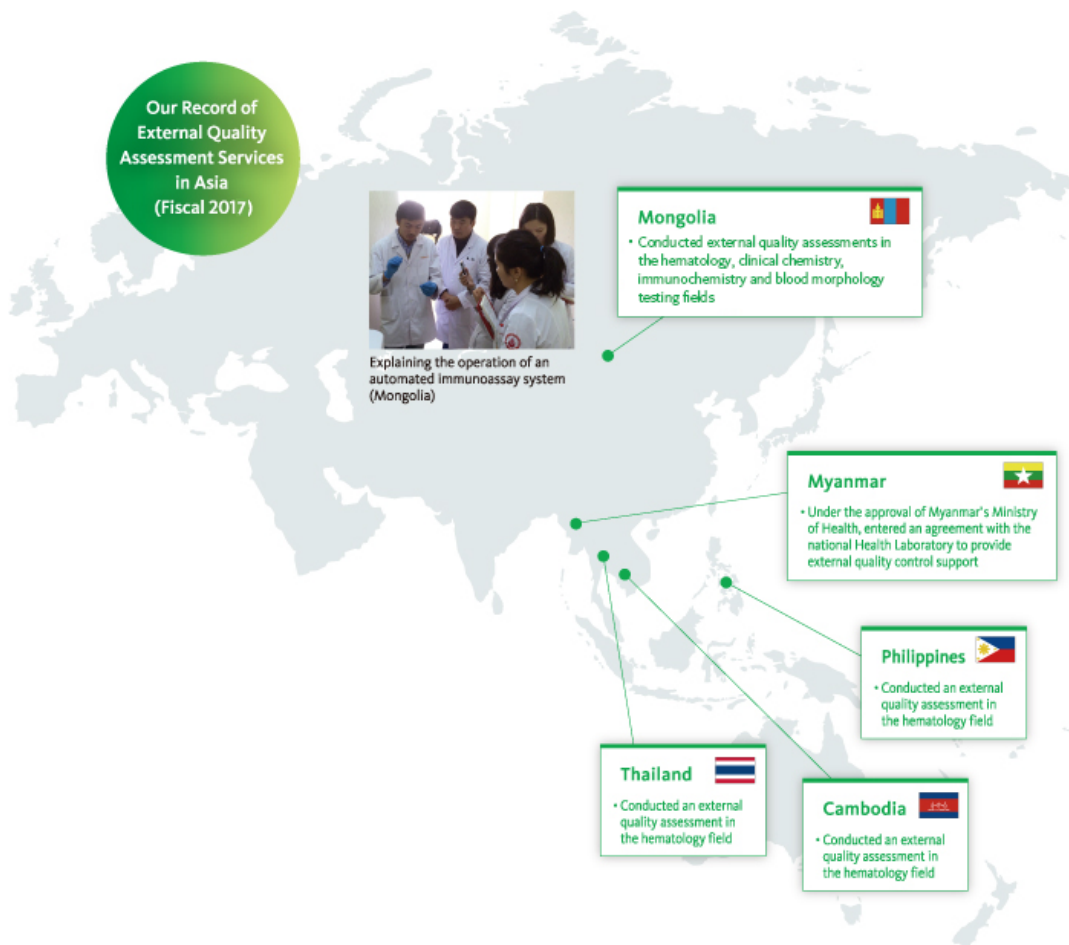 Our Record of
External Quality
Assessment Services
in Asia
(Fiscal 2017)
Explaining the operation of an
automated immunoassay system
(Mongolia)
Mongolia
• Conducted external quality assessments in
the hematology, clinical chemistry,
immunochemistry and blood morphology
testing fields
Myanmar
• Under the approval of Myanmar's Ministry
of Health, entered an agreement with the
national Health Laboratory to provide
external quality control support
Philippines
• Conducted an external
quality assessment in
the hematology field
Thailand
• Conducted an external
quality assessment in
the hematology field
Cambodia
• Conducted an external
quality assessment in
the hematology field